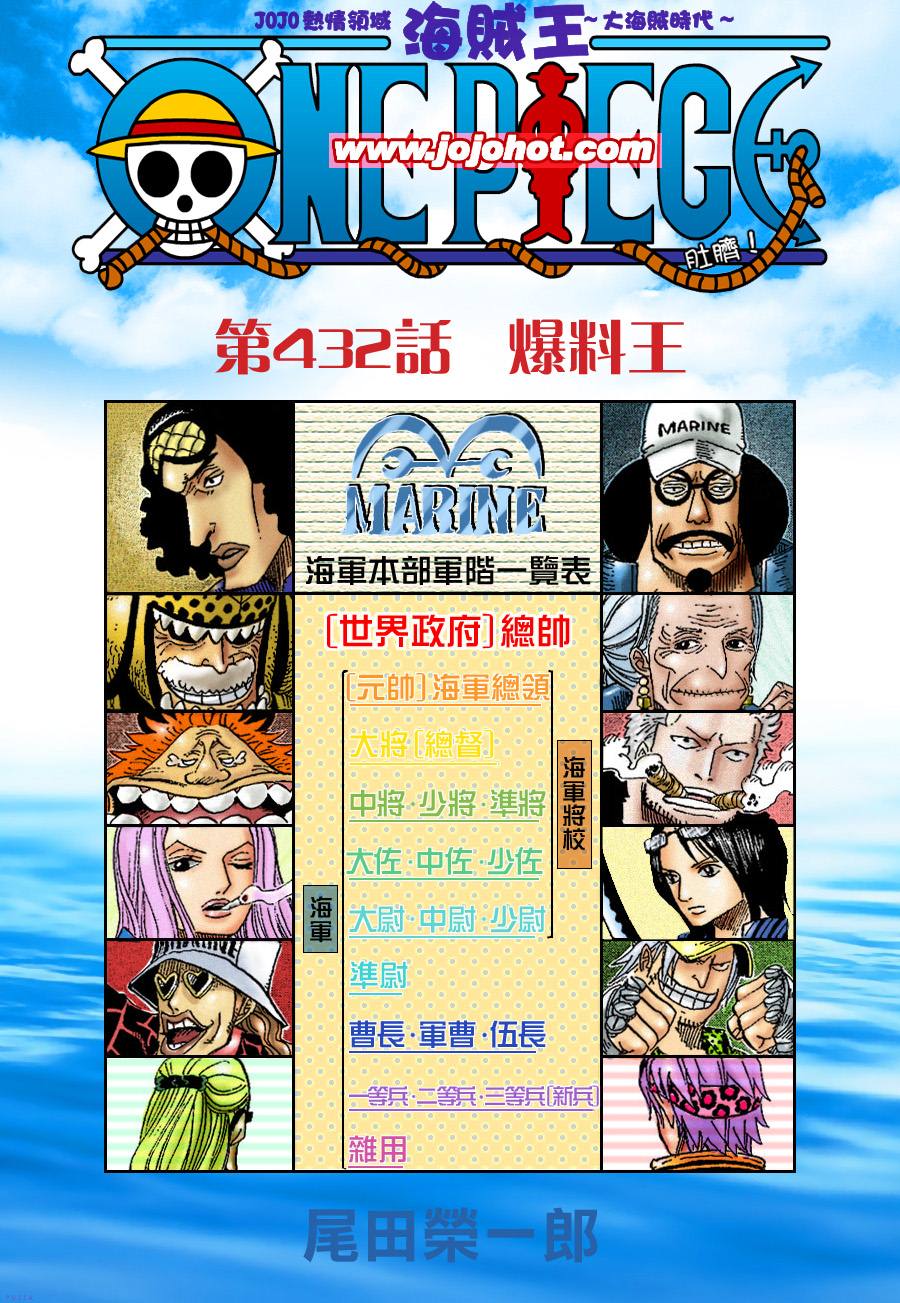 JOJO 熱情領域 海賊王 ~ 大海賊時代 ~
ONE PIECE
www.jojohot.com
肚臍!
第432話 爆料王
MARINE
MARINE
海軍本部軍階一覽表
[世界政府]總帥
[元帥]海軍總領
大將[總督]
中將·少將·準將
大佐·中佐·少佐
大尉·中尉·少尉
準尉
曹長·軍曹·伍長
一等兵·二等兵·三等兵[新兵]
雜用
海軍將校
海軍
尾田榮一郎